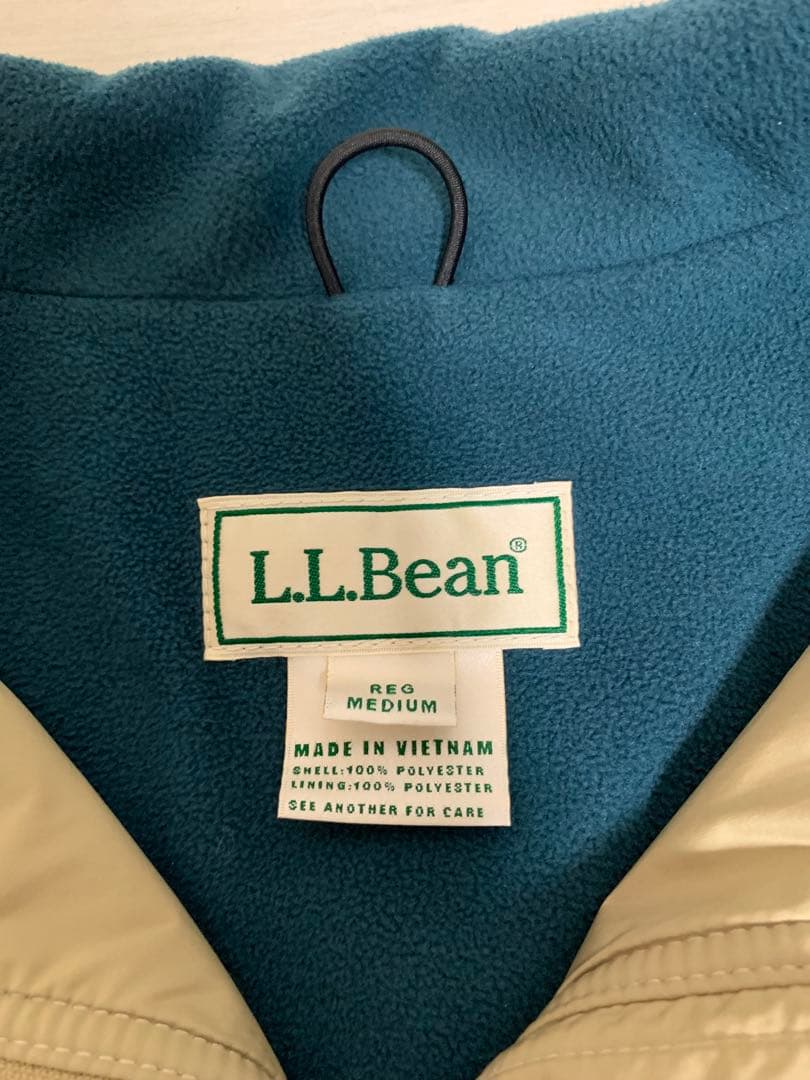 L.L.Bean®
REG
MEDIUM
MADE IN VIETNAM
SHELL:100% POLYESTER
LINING:100% POLYESTER
SEE ANOTHER FOR CARE